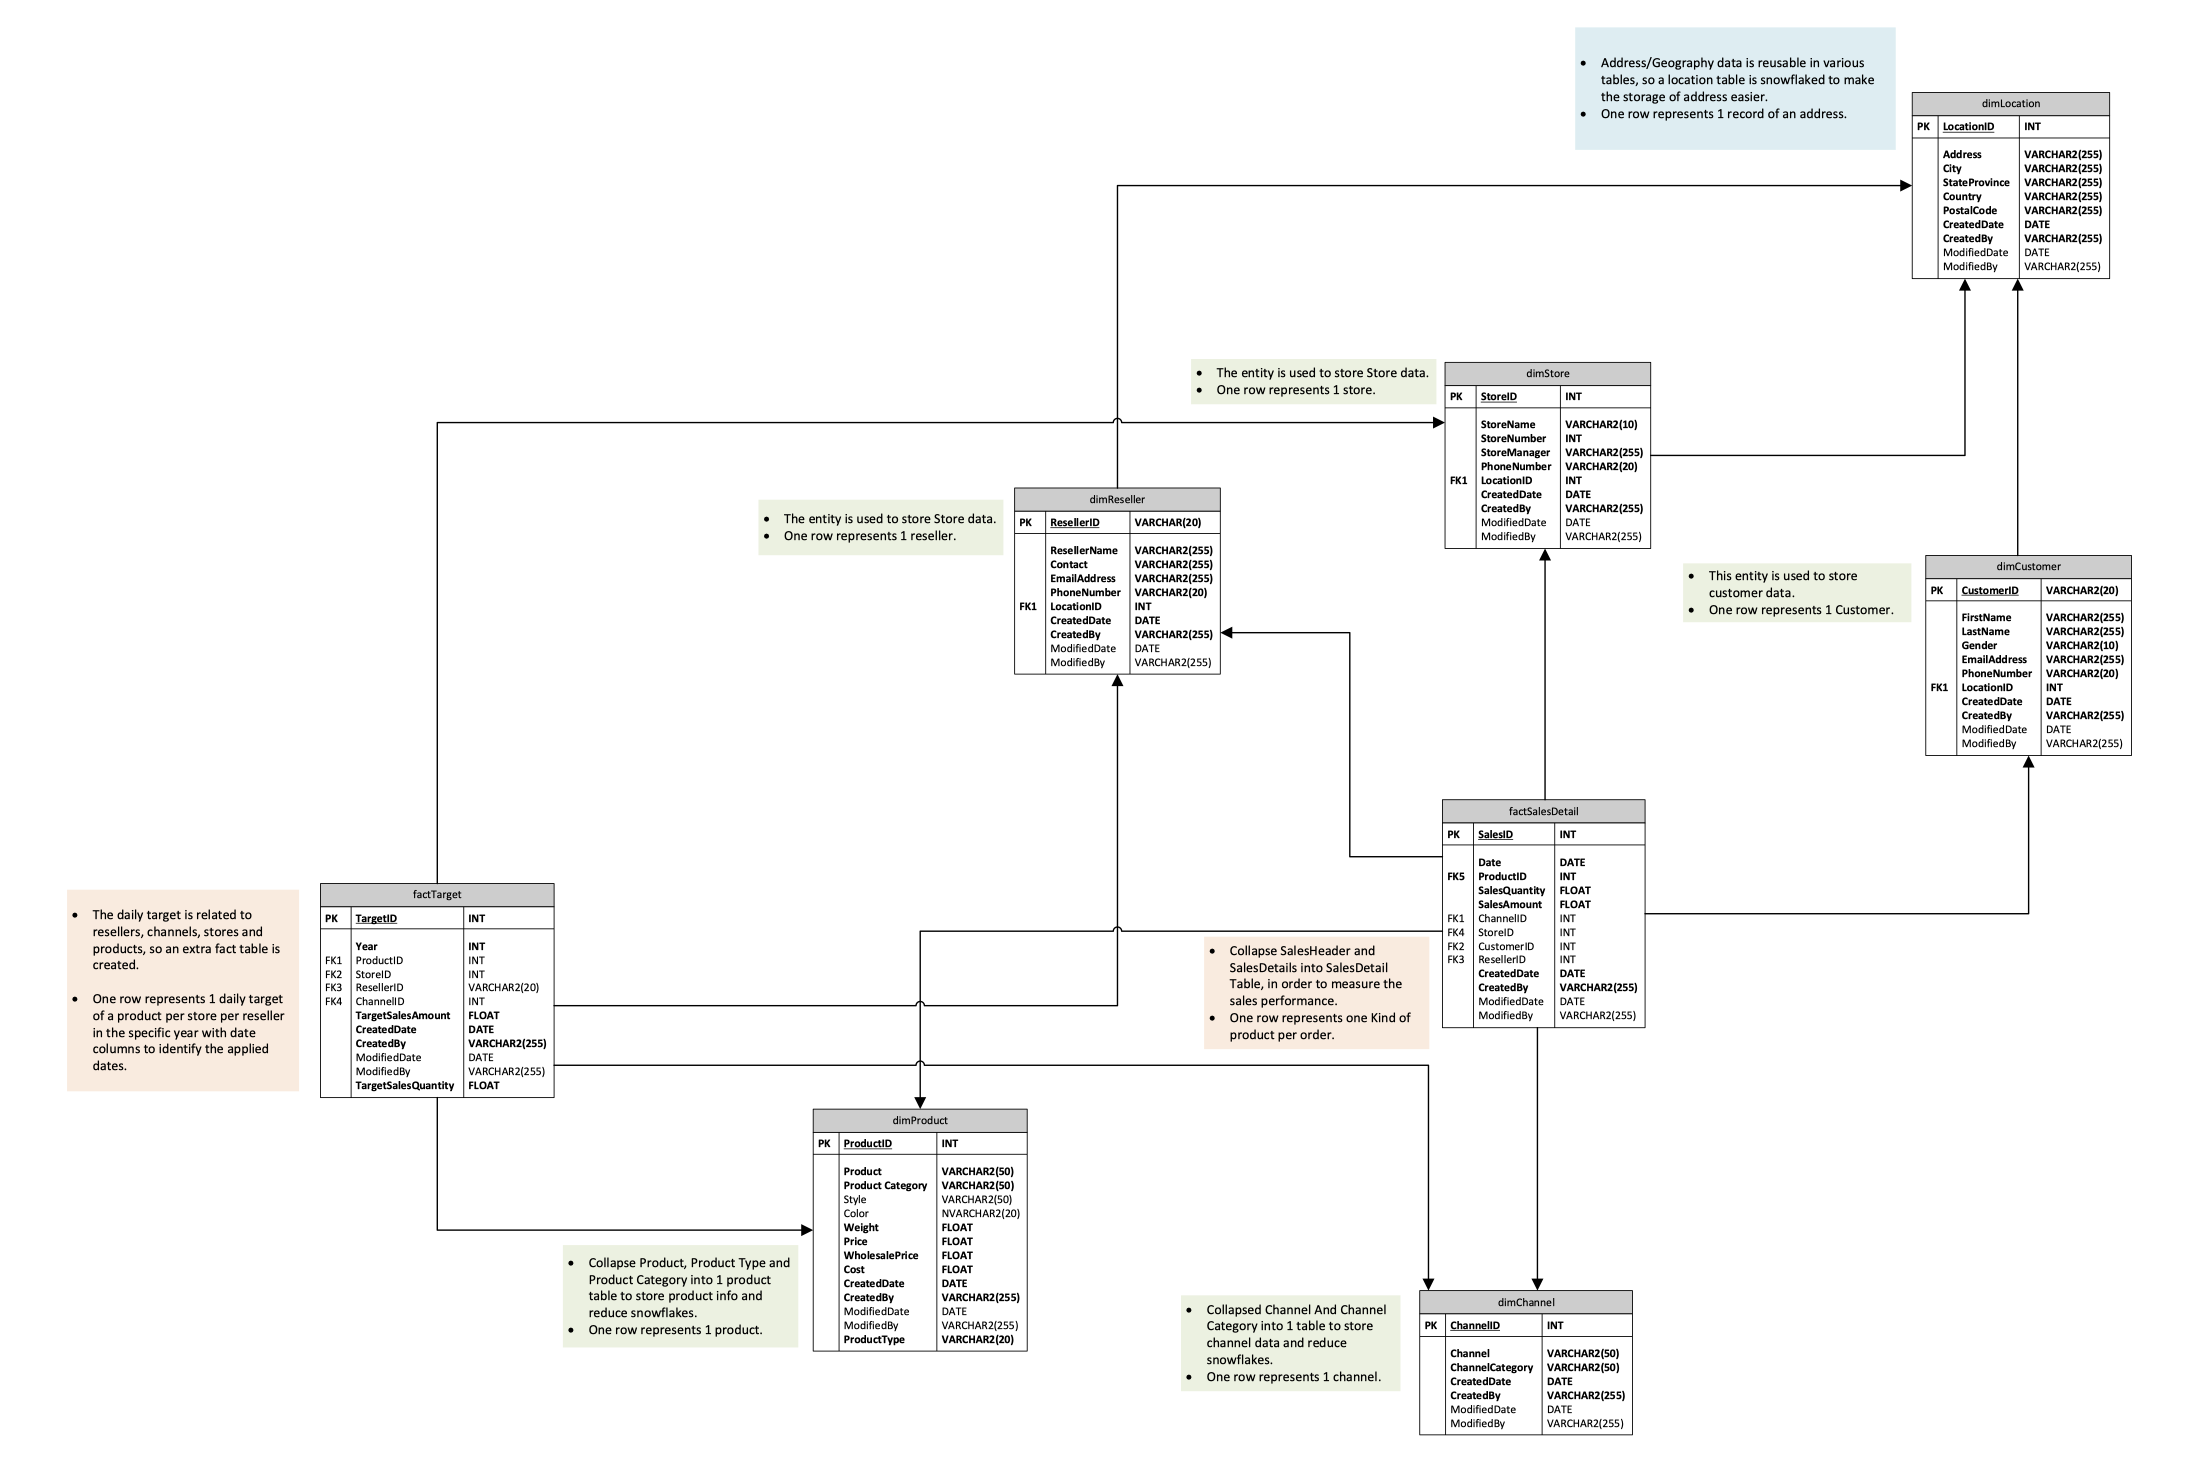 • Address/Geography data is reusable in various
tables, so a location table is snowflaked to make
the storage of address easier.
• One row represents 1 record of an address.
dimLocation
PK LocationID INT
Address VARCHAR2(255)
City VARCHAR2(255)
StateProvince VARCHAR2(255)
Country VARCHAR2(255)
PostalCode VARCHAR2(255)
CreatedDate DATE
CreatedBy VARCHAR2(255)
ModifiedDate DATE
ModifiedBy VARCHAR2(255)
• The entity is used to store Store data.
• One row represents 1 store.
dimStore
PK StoreID INT
StoreName VARCHAR2(10)
StoreNumber INT
StoreManager VARCHAR2(255)
PhoneNumber VARCHAR2(20)
FK1 LocationID INT
CreatedDate DATE
CreatedBy VARCHAR2(255)
ModifiedDate DATE
ModifiedBy VARCHAR2(255)
• The entity is used to store Store data.
• One row represents 1 reseller.
dimReseller
PK ResellerID VARCHAR(20)
ResellerName VARCHAR2(255)
Contact VARCHAR2(255)
EmailAddress VARCHAR2(255)
PhoneNumber VARCHAR2(20)
FK1 LocationID INT
CreatedDate DATE
CreatedBy VARCHAR2(255)
ModifiedDate DATE
ModifiedBy VARCHAR2(255)
• This entity is used to store
customer data.
• One row represents 1 Customer.
dimCustomer
PK CustomerID VARCHAR2(20)
FirstName VARCHAR2(255)
LastName VARCHAR2(255)
Gender VARCHAR2(10)
EmailAddress VARCHAR2(255)
PhoneNumber VARCHAR2(20)
FK1 LocationID INT
CreatedDate DATE
CreatedBy VARCHAR2(255)
ModifiedDate DATE
ModifiedBy VARCHAR2(255)
• The daily target is related to
resellers, channels, stores and
products, so an extra fact table is
created.
• One row represents 1 daily target
of a product per store per reseller
in the specific year with date
columns to identify the applied
dates.
factTarget
PK TargetID INT
Year INT
FK1 ProductID INT
FK2 StoreID INT
FK3 ResellerID VARCHAR2(20)
FK4 ChannelID INT
TargetSalesAmount FLOAT
CreatedDate DATE
CreatedBy VARCHAR2(255)
ModifiedDate DATE
ModifiedBy VARCHAR2(255)
TargetSalesQuantity FLOAT
• Collapse SalesHeader and
SalesDetails into SalesDetail
Table, in order to measure the
sales performance.
• One row represents one Kind of
product per order.
factSalesDetail
PK SalesID INT
Date DATE
FK5 ProductID INT
SalesQuantity FLOAT
SalesAmount FLOAT
FK1 ChannelID INT
FK4 StoreID INT
FK2 CustomerID INT
FK3 ResellerID INT
CreatedDate DATE
CreatedBy VARCHAR2(255)
ModifiedDate DATE
ModifiedBy VARCHAR2(255)
• Collapse Product, Product Type and
Product Category into 1 product
table to store product info and
reduce snowflakes.
• One row represents 1 product.
dimProduct
PK ProductID INT
Product VARCHAR2(50)
Product Category VARCHAR2(50)
Style VARCHAR2(50)
Color NVARCHAR2(20)
Weight FLOAT
Price FLOAT
WholesalePrice FLOAT
Cost FLOAT
CreatedDate DATE
CreatedBy VARCHAR2(255)
ModifiedDate DATE
ModifiedBy VARCHAR2(255)
ProductType VARCHAR2(20)
• Collapsed Channel And Channel
Category into 1 table to store
channel data and reduce
snowflakes.
• One row represents 1 channel.
dimChannel
PK ChannelID INT
Channel VARCHAR2(50)
ChannelCategory VARCHAR2(50)
CreatedDate DATE
CreatedBy VARCHAR2(255)
ModifiedDate DATE
ModifiedBy VARCHAR2(255)